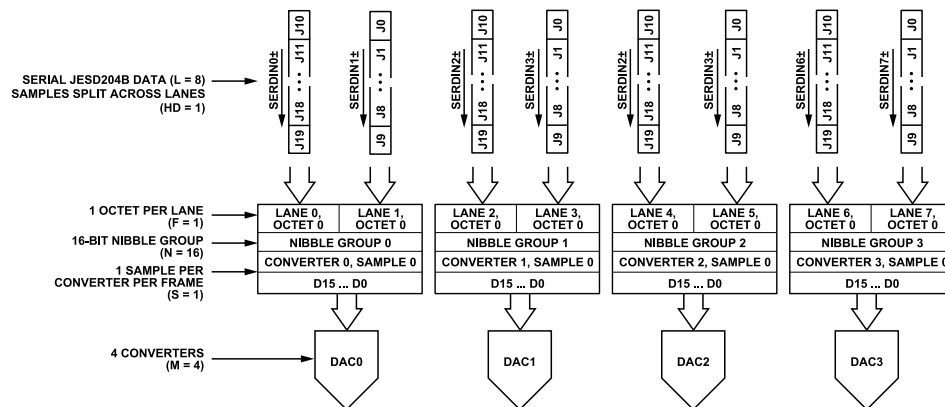 SERIAL JESD204B DATA (L = 8)
SAMPLES SPLIT ACROSS LANES
(HD = 1)
SERDIN0±
J10
J11
•••
J18
J19
SERDIN1±
J0
J1
•••
J8
J9
SERDIN2±
J10
J11
•••
J18
J19
SERDIN3±
J0
J1
•••
J8
J9
SERDIN2±
J10
J11
•••
J18
J19
SERDIN3±
J0
J1
•••
J8
J9
SERDIN6±
J10
J11
•••
J18
J19
SERDIN7±
J0
J1
•••
J8
J9
1 OCTET PER LANE
(F = 1)
LANE 0,
OCTET 0
LANE 1,
OCTET 0
LANE 2,
OCTET 0
LANE 3,
OCTET 0
LANE 4,
OCTET 0
LANE 5,
OCTET 0
LANE 6,
OCTET 0
LANE 7,
OCTET 0
16-BIT NIBBLE GROUP
(N = 16)
NIBBLE GROUP 0
NIBBLE GROUP 1
NIBBLE GROUP 2
NIBBLE GROUP 3
1 SAMPLE PER
CONVERTER PER FRAME
(S = 1)
CONVERTER 0, SAMPLE 0
CONVERTER 1, SAMPLE 0
CONVERTER 2, SAMPLE 0
CONVERTER 3, SAMPLE 0
D15 ... D0
D15 ... D0
D15 ... D0
D15 ... D0
4 CONVERTERS
(M = 4)
DAC0
DAC1
DAC2
DAC3